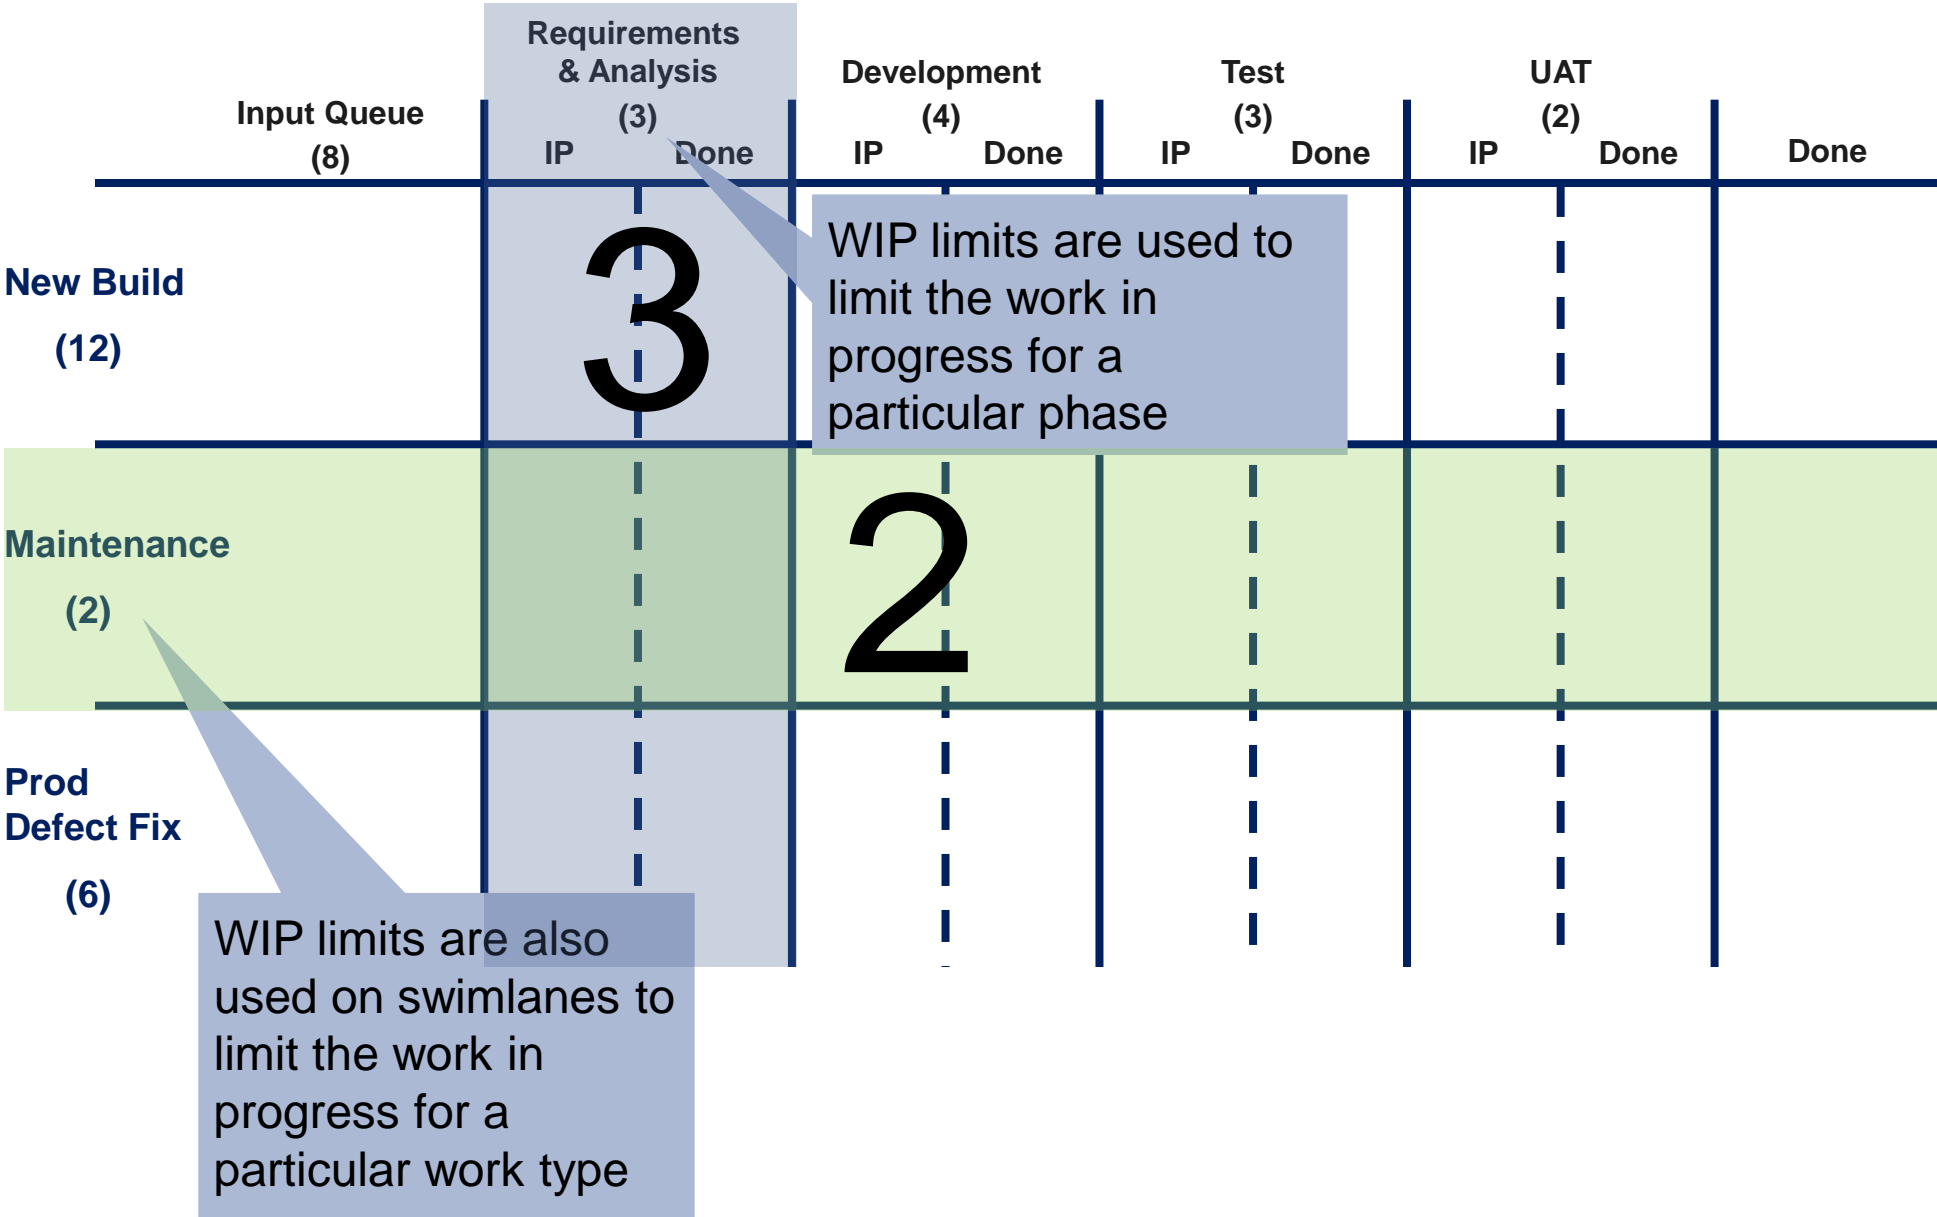 Requirements
& Analysis
(3)
Development
(4)
Test
(3)
UAT
(2)
Input Queue
(8)
IP Done
IP Done
IP Done
IP Done
Done
New Build
(12)
3
WIP limits are used to
limit the work in
progress for a
particular phase
Maintenance
(2)
2
Prod
Defect Fix
(6)
WIP limits are also
used on swimlanes to
limit the work in
progress for a
particular work type